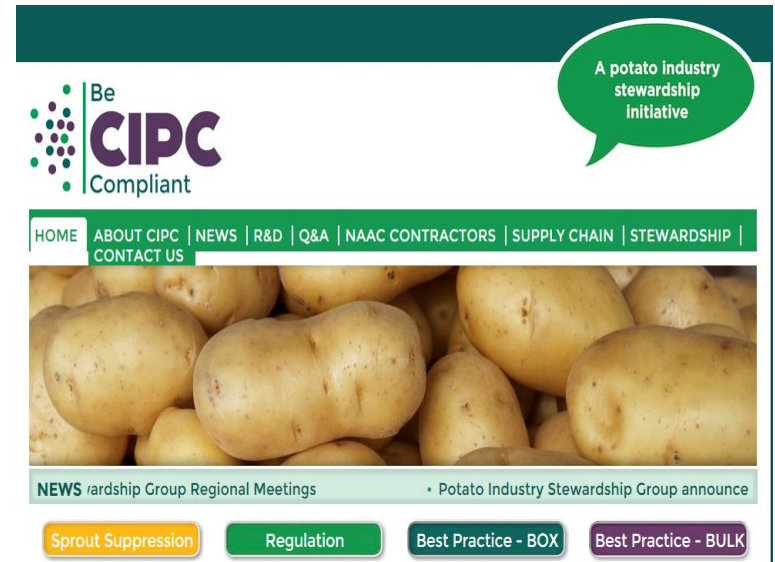 A potato industry
stewardship
initiative
Be
CIPC
Compliant
HOME ABOUT CIPC | NEWS | R&D | Q&A | NAAC CONTRACTORS | SUPPLY CHAIN | STEWARDSHIP |
CONTACT US
NEWS Group Regional Meetings • Potato Industry Stewardship Group announce
Sprout Suppression Regulation Best Practice - BOX Best Practice - BULK